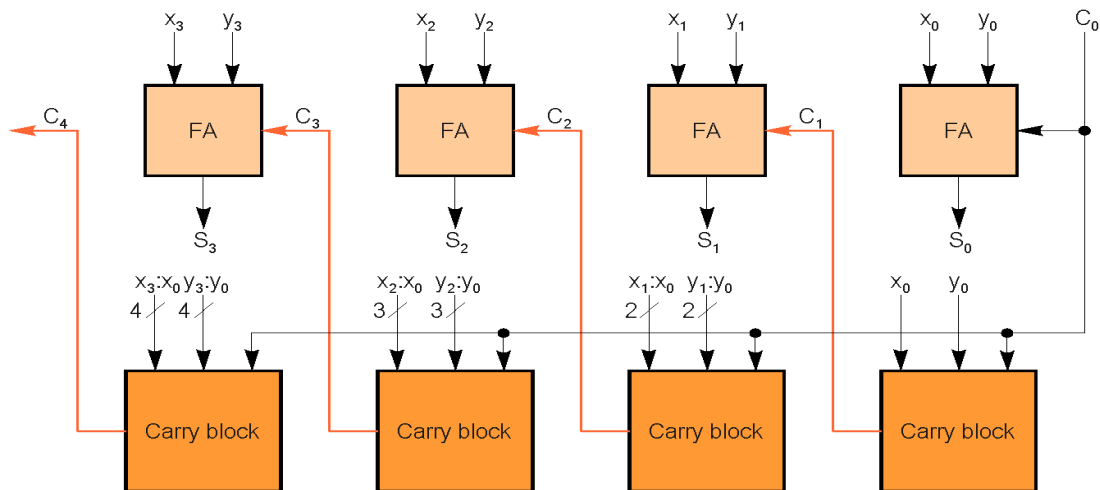 x₃ y₃ x₂ y₂ x₁ y₁ x₀ y₀ C₀
C₄ FA C₃ FA C₂ FA C₁ FA
S₃ S₂ S₁ S₀
x₃:x₀ y₃:y₀ x₂:x₀ y₂:y₀ x₁:x₀ y₁:y₀ x₀ y₀
4 4 3 3 2 2
Carry block Carry block Carry block Carry block